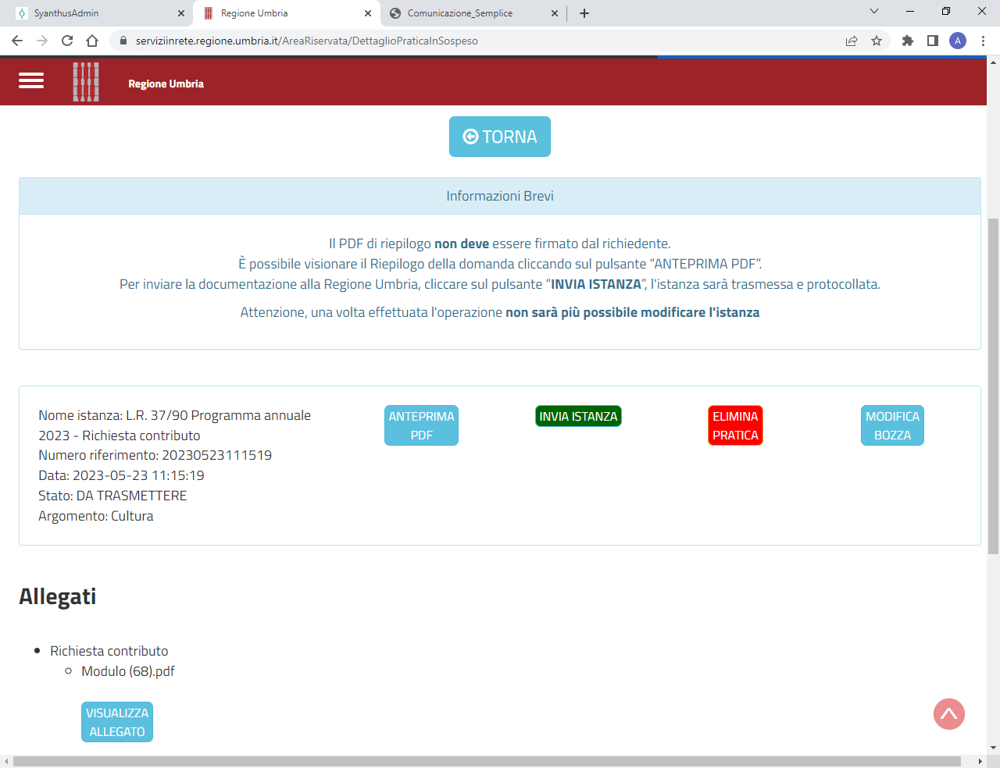 SyanthusAdmin
Regione Umbria
Comunicazione_Semplice
serviziinrete.regione.umbria.it/AreaRiservata/DettaglioPraticaInSospeso
A
Regione Umbria
TORNA
Informazioni Brevi
Il PDF di riepilogo non deve essere firmato dal richiedente.
È possibile visionare il Riepilogo della domanda cliccando sul pulsante “ANTEPRIMA PDF”.
Per inviare la documentazione alla Regione Umbria, cliccare sul pulsante “INVIA ISTANZA”, l'istanza sarà trasmessa e protocollata.
Attenzione, una volta effettuata l'operazione non sarà più possibile modificare l'istanza
Nome istanza: L.R. 37/90 Programma annuale
2023 - Richiesta contributo
Numero riferimento: 20230523111519
Data: 2023-05-23 11:15:19
Stato: DA TRASMETTERE
Argomento: Cultura
ANTEPRIMA
PDF
INVIA ISTANZA
ELIMINA
PRATICA
MODIFICA
BOZZA
Allegati
Richiesta contributo
Modulo (68).pdf
VISUALIZZA
ALLEGATO